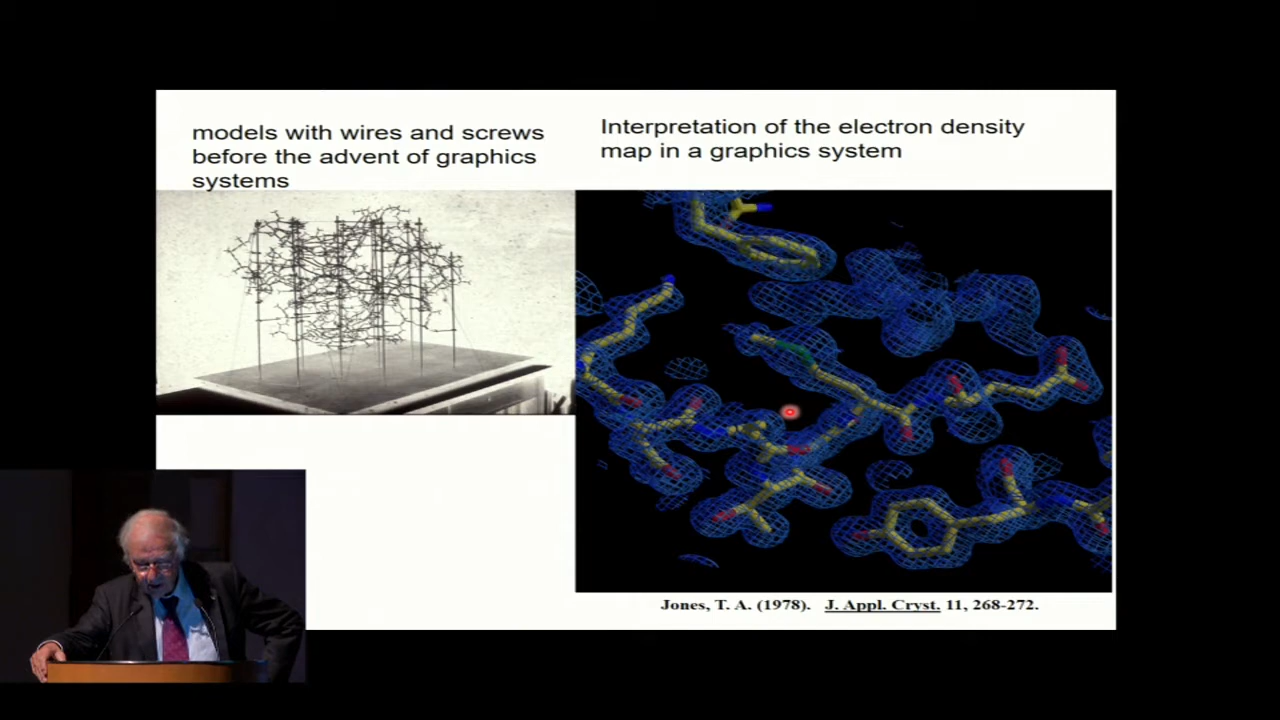 models with wires and screws
before the advent of graphics
systems
Interpretation of the electron density
map in a graphics system
Jones, T. A. (1978). J. Appl. Cryst. 11, 268-272.